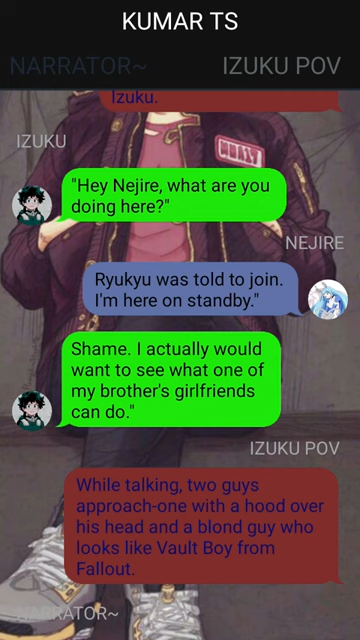 KUMAR TS
NARRATOR~
IZUKU POV
Izuku.
IZUKU
"Hey Nejire, what are you
doing here?"
NEJIRE
Ryukyu was told to join.
I'm here on standby."
Shame. I actually would
want to see what one of
my brother's girlfriends
can do."
IZUKU POV
While talking, two guys
approach-one with a hood over
his head and a blond guy who
looks like Vault Boy from
Fallout.
NARRATOR~